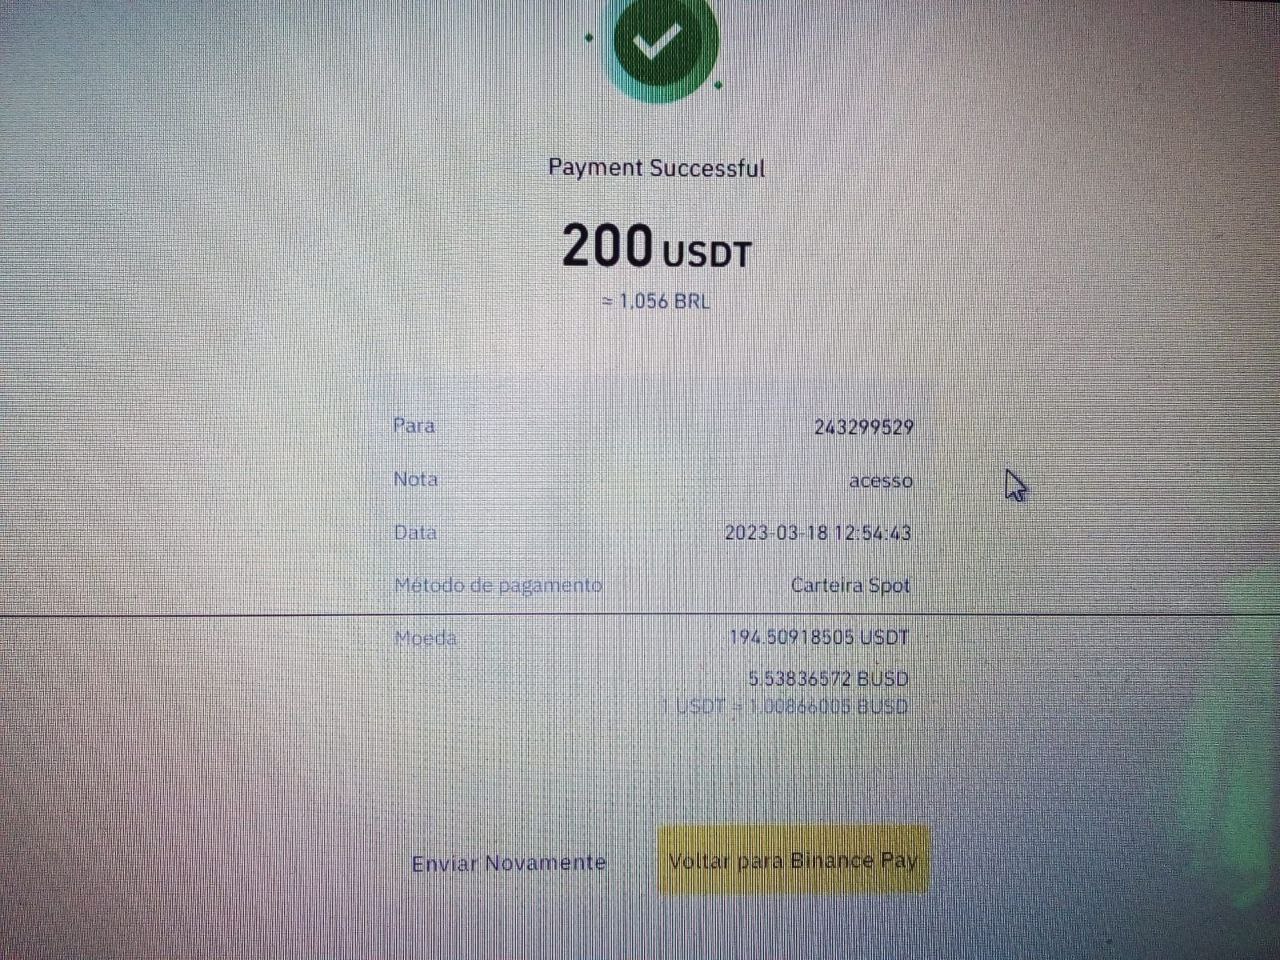 Payment Successful
200 USDT
≈ 1,056 BRL
Para 243299529
Nota acesso
Data 2023-03-18 12:54:43
Método de pagamento Carteira Spot
Moeda 194.50918505 USDT
5.53836572 BUSD
1 USDT = 1.00866005 BUSD
Enviar Novamente Voltar para Binance Pay